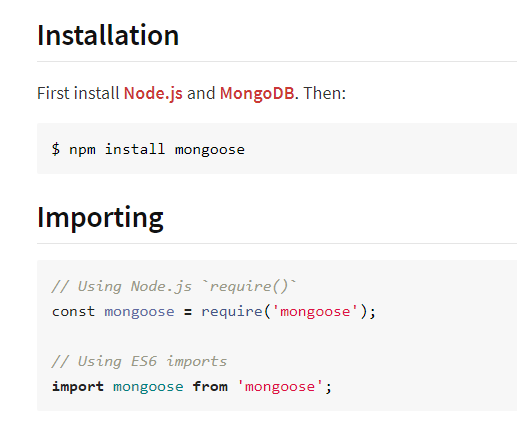 Installation
First install Node.js and MongoDB. Then:
$ npm install mongoose
Importing
// Using Node.js `require()`
const mongoose = require('mongoose');
// Using ES6 imports
import mongoose from 'mongoose';